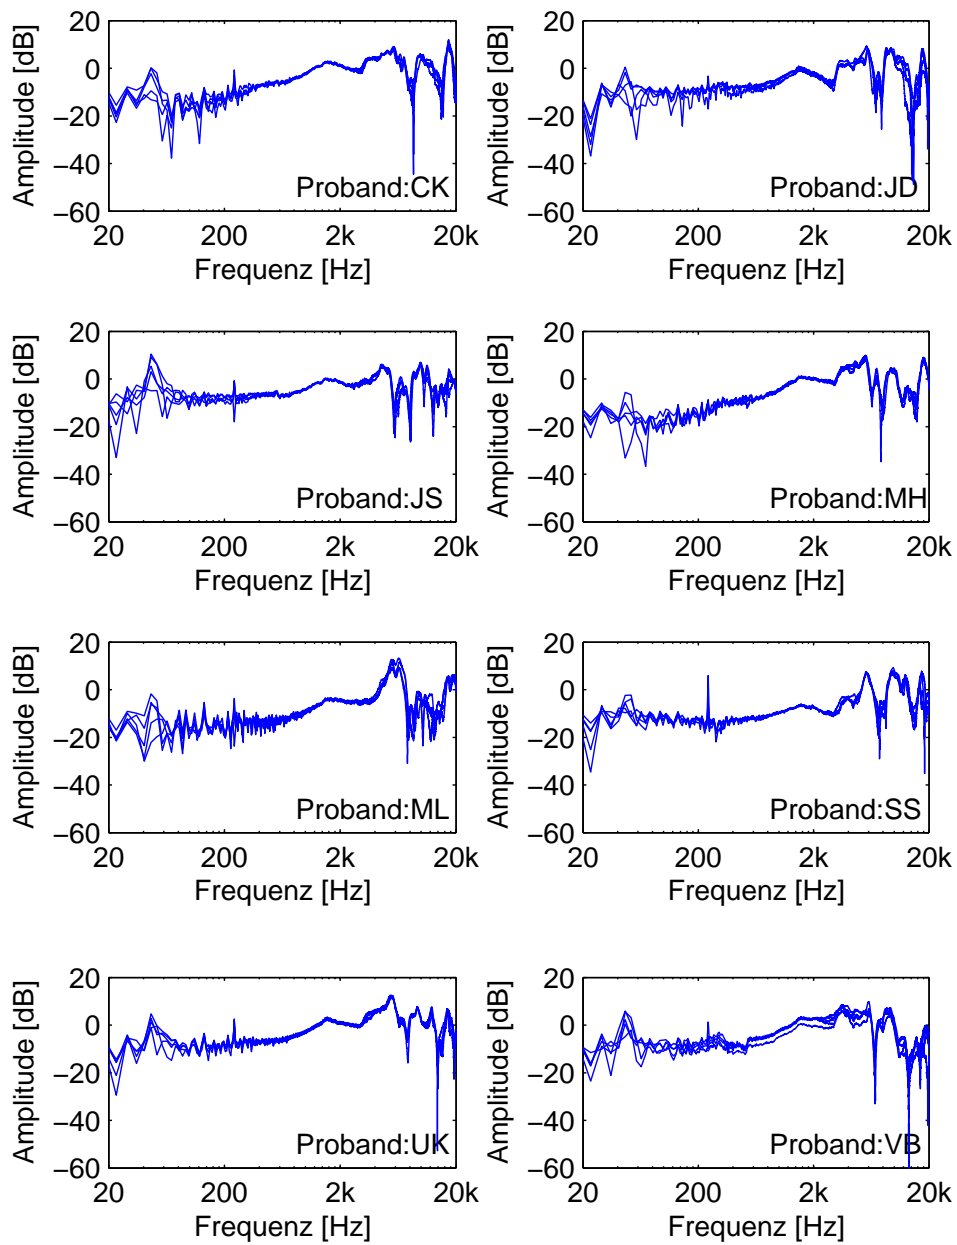 Amplitude [dB]
20
0
−20
−40
−60
Proband:CK
20 200 2k 20k
Frequenz [Hz]
Amplitude [dB]
20
0
−20
−40
−60
Proband:JD
20 200 2k 20k
Frequenz [Hz]
Amplitude [dB]
20
0
−20
−40
−60
Proband:JS
20 200 2k 20k
Frequenz [Hz]
Amplitude [dB]
20
0
−20
−40
−60
Proband:MH
20 200 2k 20k
Frequenz [Hz]
Amplitude [dB]
20
0
−20
−40
−60
Proband:ML
20 200 2k 20k
Frequenz [Hz]
Amplitude [dB]
20
0
−20
−40
−60
Proband:SS
20 200 2k 20k
Frequenz [Hz]
Amplitude [dB]
20
0
−20
−40
−60
Proband:UK
20 200 2k 20k
Frequenz [Hz]
Amplitude [dB]
20
0
−20
−40
−60
Proband:VB
20 200 2k 20k
Frequenz [Hz]